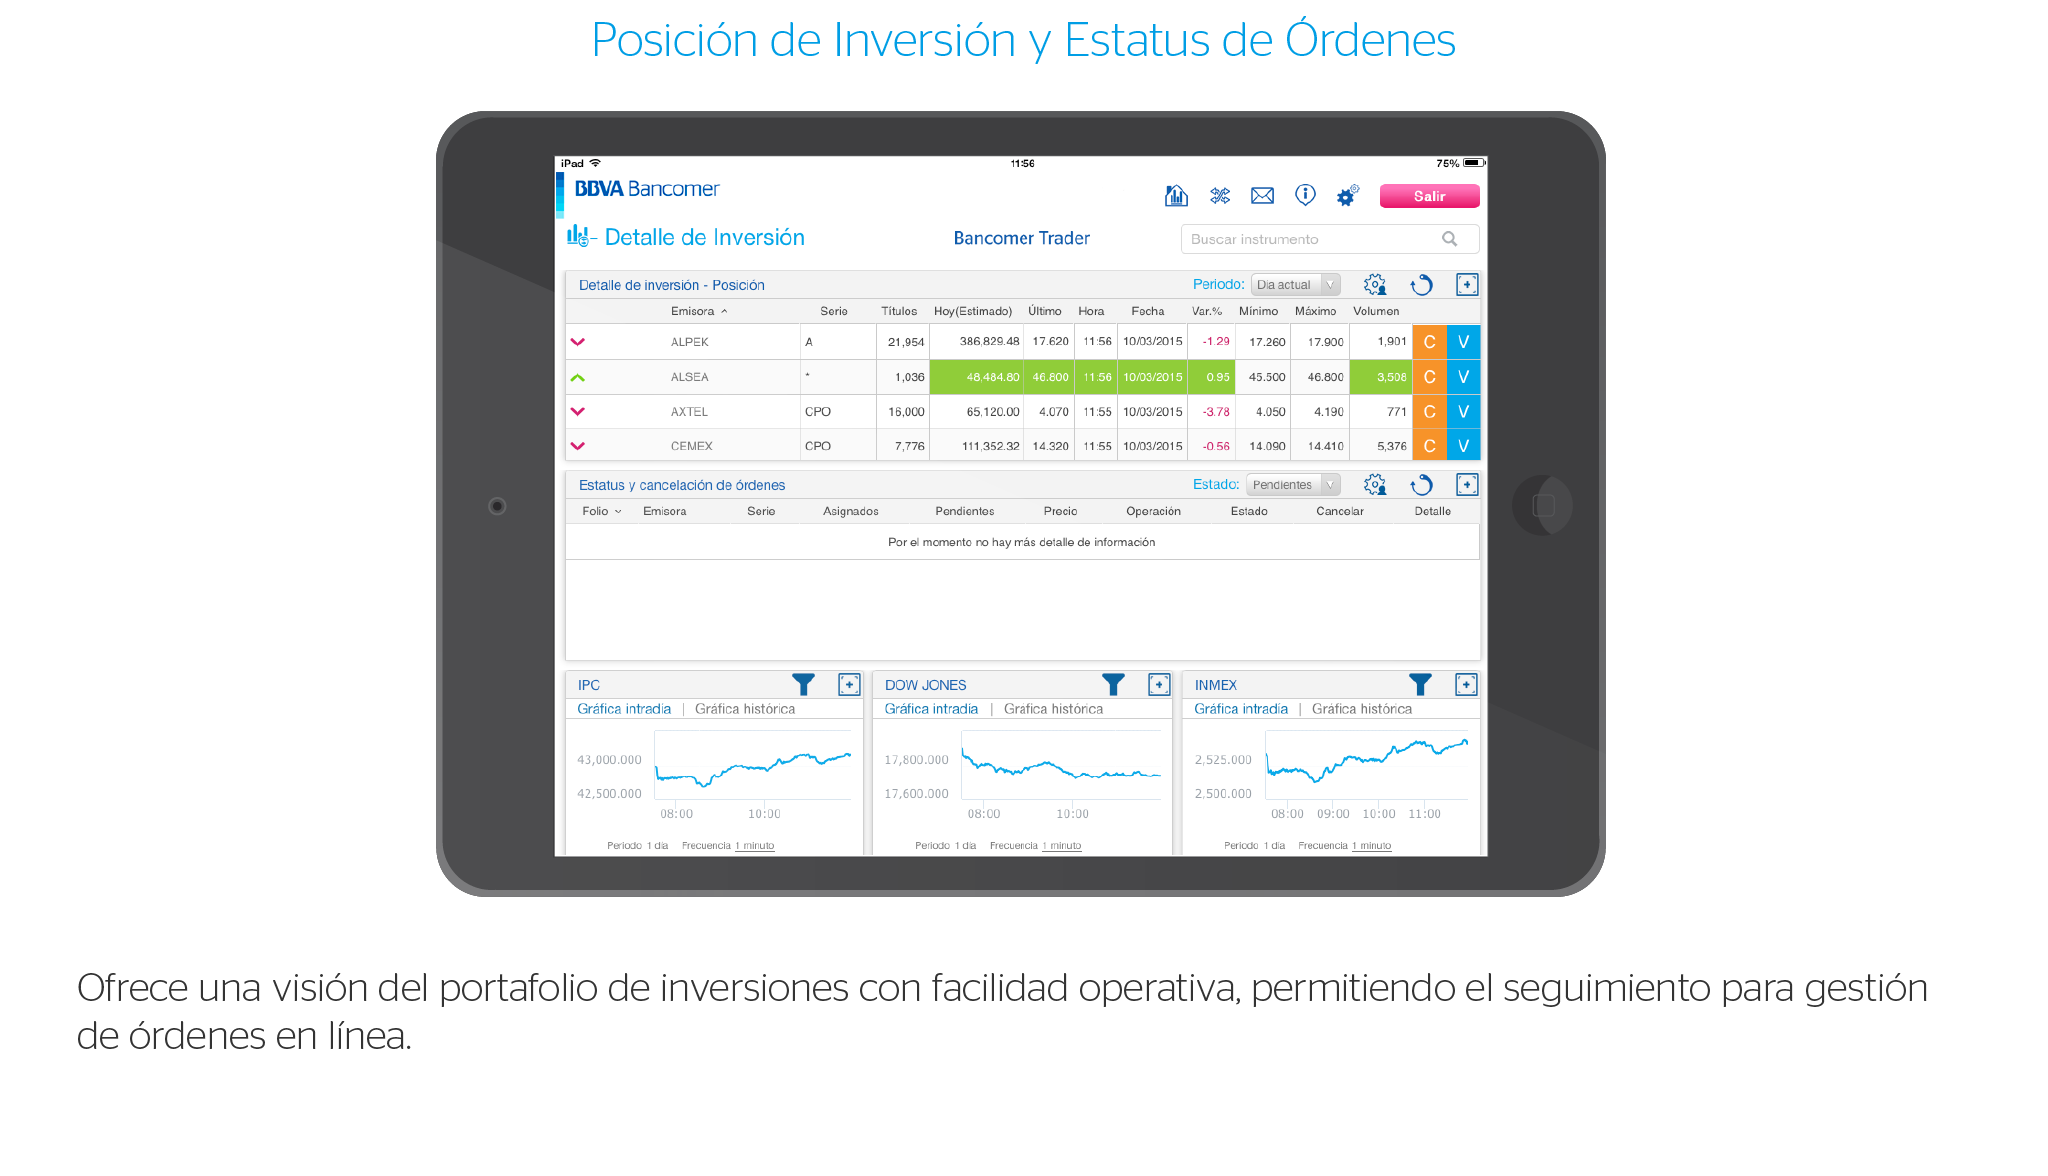 Posición de Inversión y Estatus de Órdenes
iPad 11:56 75%
BBVA Bancomer
Salir
Detalle de Inversión Bancomer Trader Buscar instrumento
Detalle de inversión - Posición Periodo: Dia actual
Emisora Serie Títulos Hoy(Estimado) Último Hora Fecha Var.% Mínimo Máximo Volumen
ALPEK A 21,954 386,829.48 17.620 11:56 10/03/2015 -1.29 17.260 17.900 1,901 C V
ALSEA * 1,036 48,484.80 46.800 11:56 10/03/2015 0.95 45.500 46.800 3,508 C V
AXTEL CPO 16,000 65,120.00 4.070 11:55 10/03/2015 -3.78 4.050 4.190 771 C V
CEMEX CPO 7,776 111,352.32 14.320 11:55 10/03/2015 -0.56 14.090 14.410 5,376 C V
Estatus y cancelación de órdenes Estado: Pendientes
Folio Emisora Serie Asignados Pendientes Precio Operación Estado Cancelar Detalle
Por el momento no hay más detalle de información
IPC DOW JONES INMEX
Gráfica intradía | Gráfica histórica Gráfica intradía | Gráfica histórica Gráfica intradía | Gráfica histórica
43,000.000 17,800.000 2,525.000
42,500.000 17,600.000 2,500.000
08:00 10:00 08:00 10:00 08:00 09:00 10:00 11:00
Periodo 1 día Frecuencia 1 minuto Periodo 1 día Frecuencia 1 minuto Periodo 1 día Frecuencia 1 minuto
Ofrece una visión del portafolio de inversiones con facilidad operativa, permitiendo el seguimiento para gestión
de órdenes en línea.